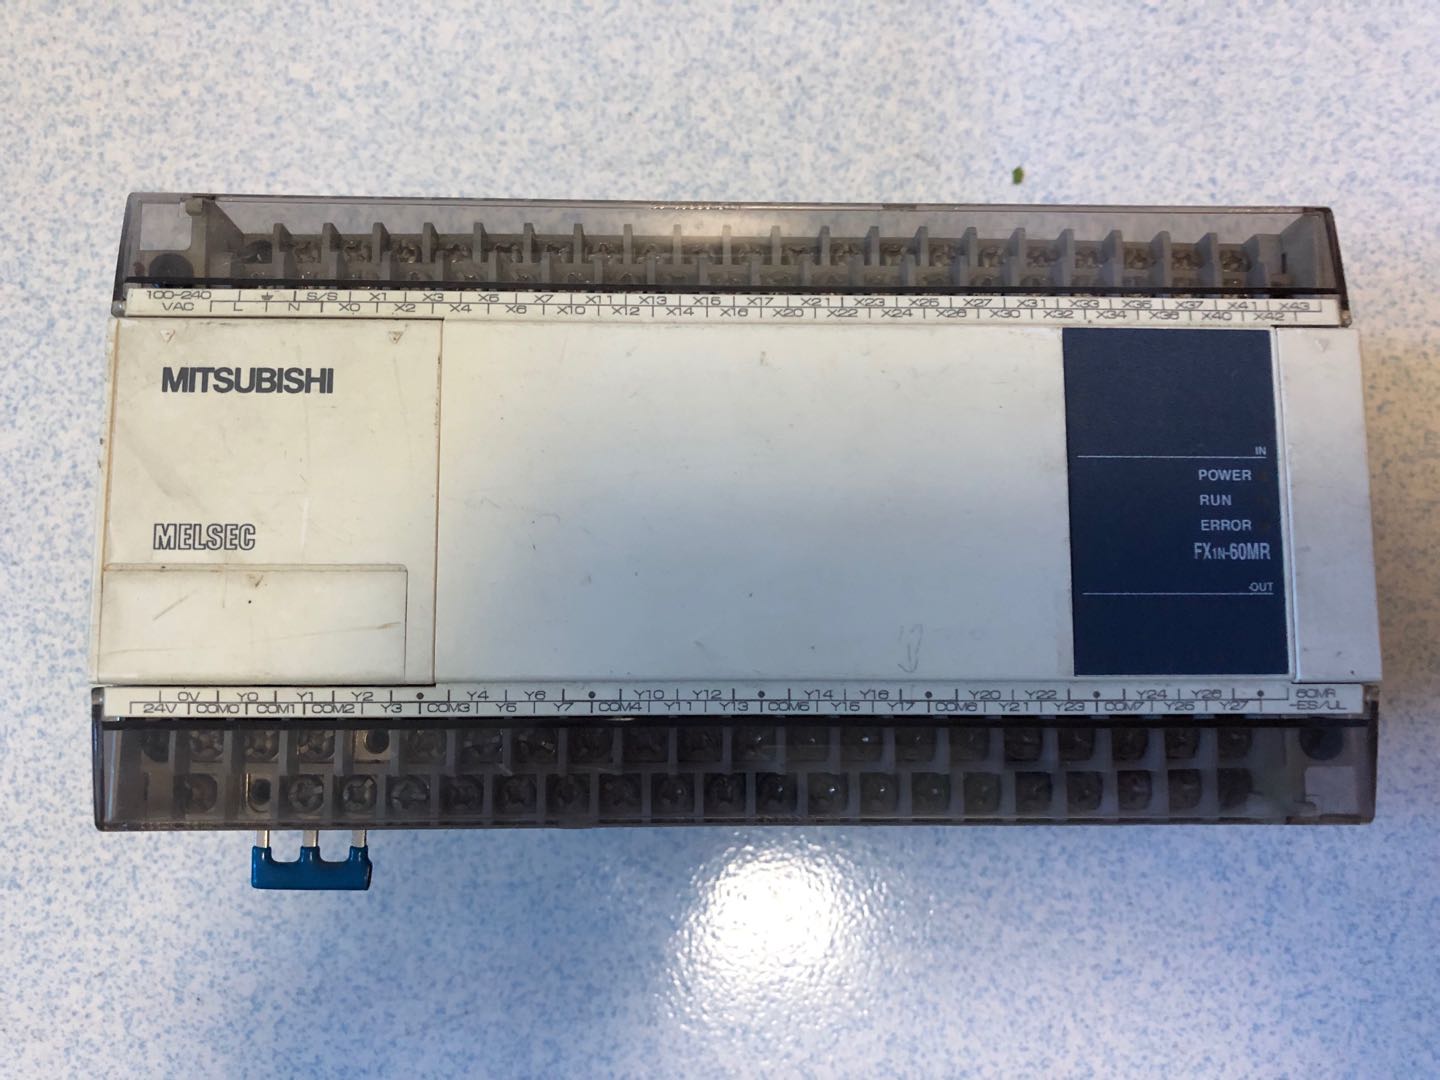 100-240 S/S X1 X3 X5 X7 X11 X13 X15 X17 X21 X23 X25 X27 X31 X33 X35 X37 X41 X43
VAC L N X0 X2 X4 X6 X10 X12 X14 X16 X20 X22 X24 X26 X30 X32 X34 X36 X40 X42
MITSUBISHI
MELSEC
IN
POWER
RUN
ERROR
FX1N-60MR
OUT
0V Y0 Y1 Y2 • Y4 Y6 • Y10 Y12 • Y14 Y16 • Y20 Y22 • Y24 Y26 • 60MR
24V COM0 COM1 COM2 Y3 COM3 Y5 Y7 COM4 Y11 Y13 COM5 Y15 Y17 COM6 Y21 Y23 COM7 Y25 Y27 -ES/UL